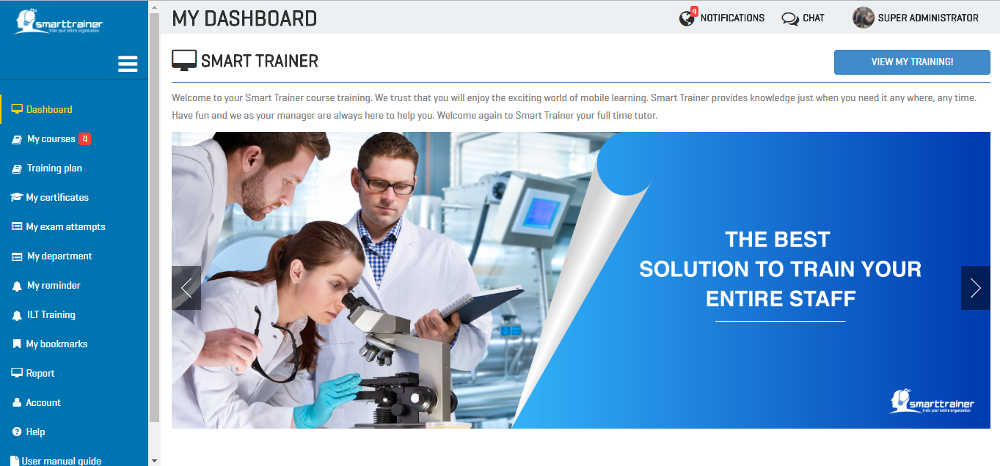 smarttrainer
train your entire organization
Dashboard
My courses 4
Training plan
My certificates
My exam attempts
My department
My reminder
ILT Training
My bookmarks
Report
Account
Help
User manual guide
MY DASHBOARD
4
NOTIFICATIONS
CHAT
SUPER ADMINISTRATOR
SMART TRAINER
VIEW MY TRAINING!
Welcome to your Smart Trainer course training. We trust that you will enjoy the exciting world of mobile learning. Smart Trainer provides knowledge just when you need it any where, any time.
Have fun and we as your manager are always here to help you. Welcome again to Smart Trainer your full time tutor.
THE BEST
SOLUTION TO TRAIN YOUR
ENTIRE STAFF
smarttrainer
train your entire organization